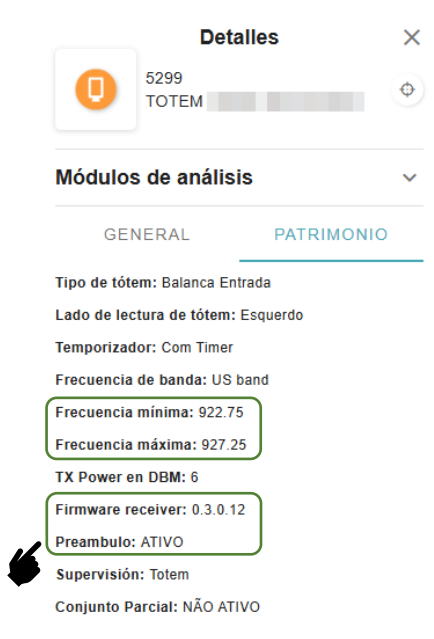 Detalles
5299
TOTEM
Módulos de análisis
GENERAL PATRIMONIO
Tipo de tótem: Balanca Entrada
Lado de lectura de tótem: Esquerdo
Temporizador: Com Timer
Frecuencia de banda: US band
Frecuencia mínima: 922.75
Frecuencia máxima: 927.25
TX Power en DBM: 6
Firmware receiver: 0.3.0.12
Preambulo: ATIVO
Supervisión: Totem
Conjunto Parcial: NÃO ATIVO